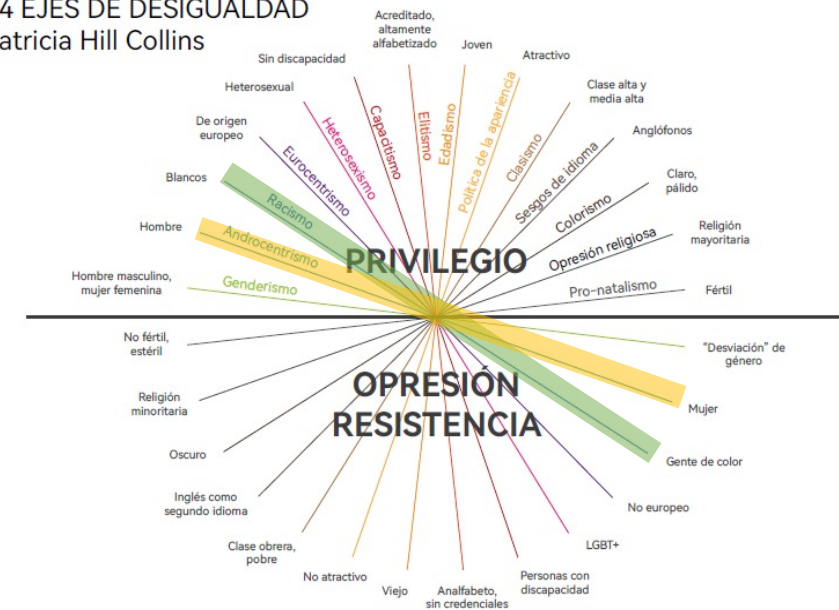 4 EJES DE DESIGUALDAD
atricia Hill Collins
Acreditado,
altamente
alfabetizado
Joven
Atractivo
Sin discapacidad
Heterosexual
De origen
europeo
Blancos
Hombre
Hombre masculino,
mujer femenina
Clase alta y
media alta
Anglófonos
Claro,
pálido
Religión
mayoritaria
Fértil
Genderismo
Androcentrismo
Racismo
Eurocentrismo
Heterosexismo
Capacitismo
Elitismo
Edadismo
Política de la apariencia
Clasismo
Sesgos de idioma
Colorismo
Opresión religiosa
Pro-natalismo
PRIVILEGIO
OPRESIÓN
RESISTENCIA
No fértil,
estéril
Religión
minoritaria
Oscuro
Inglés como
segundo idioma
Clase obrera,
pobre
No atractivo
Viejo
Analfabeto,
sin credenciales
Personas con
discapacidad
LGBT+
No europeo
Gente de color
Mujer
“Desviación” de
género